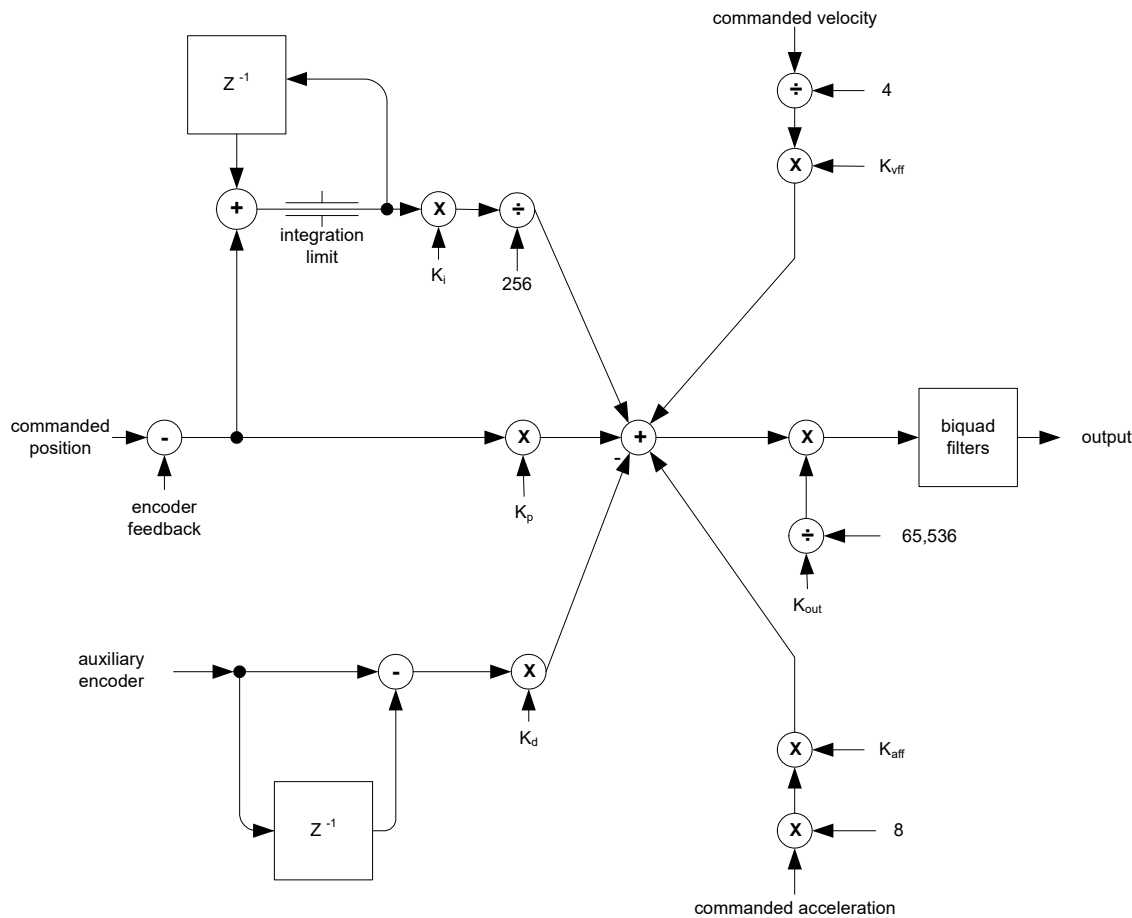 commanded velocity
Z -1
÷
4
X
Kvff
+
X
÷
integration
limit
Ki
256
commanded
position
-
X
+
-
X
biquad
filters
output
encoder
feedback
Kp
÷
65,536
Kout
auxiliary
encoder
-
X
Kd
X
Kaff
Z -1
X
8
commanded acceleration